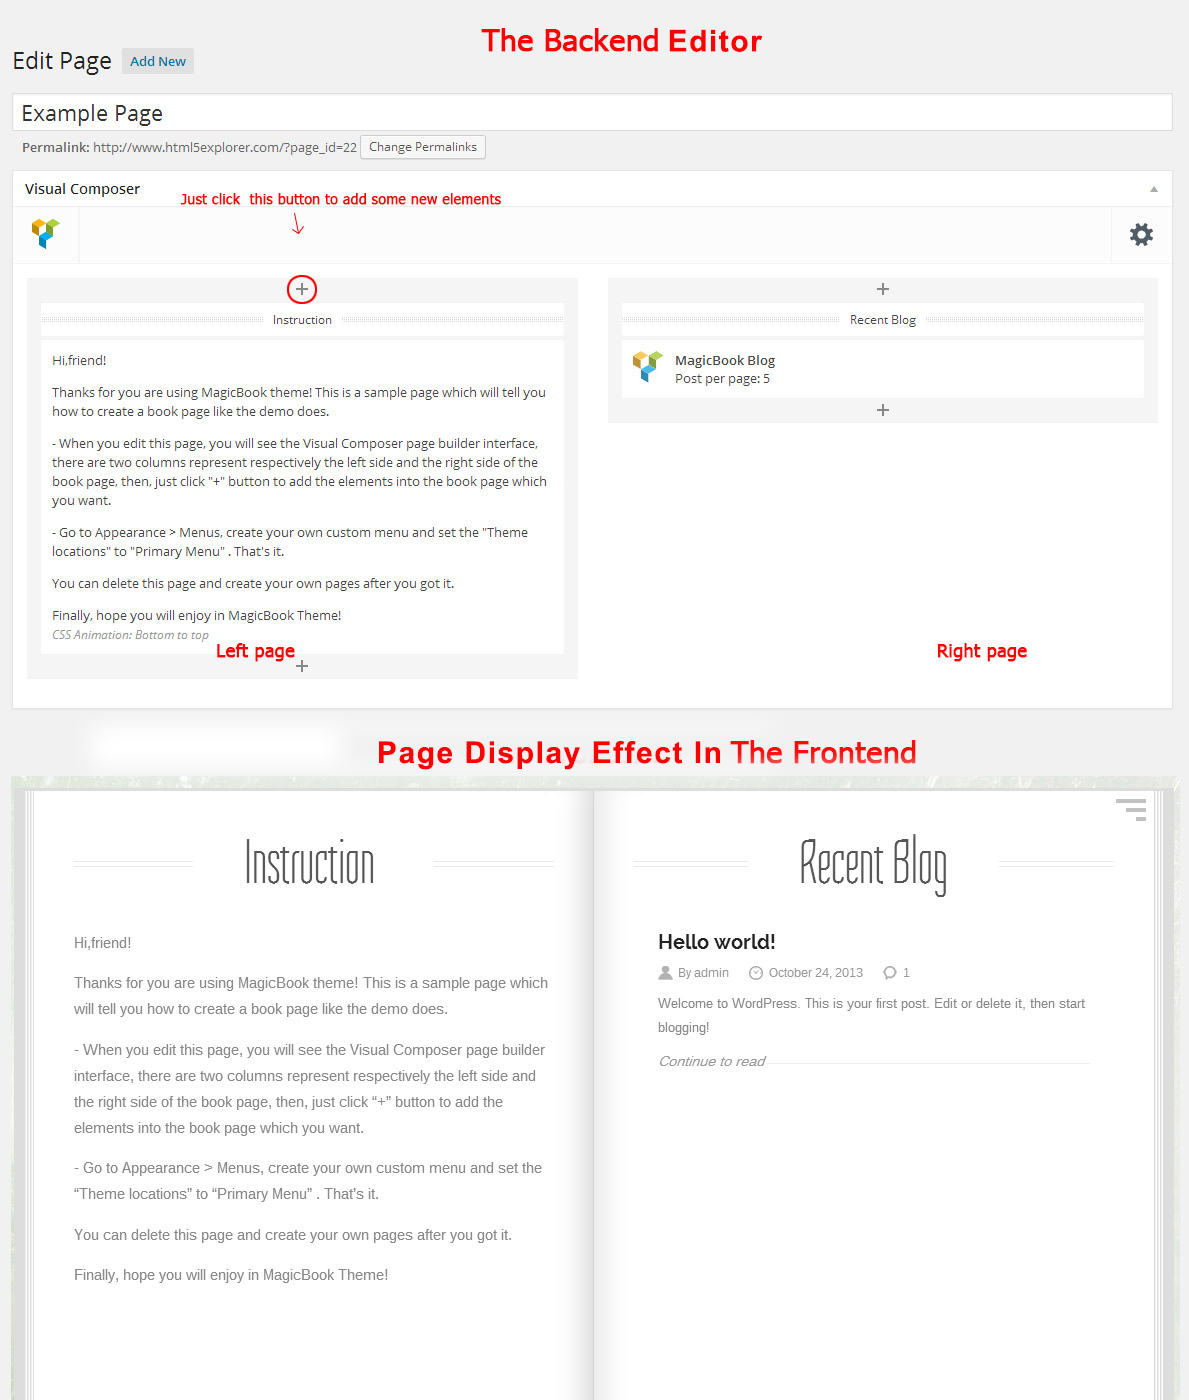 The Backend Editor
Edit Page Add New
Example Page
Permalink: http://www.html5explorer.com/?page_id=22 Change Permalinks
Visual Composer
Just click this button to add some new elements
Instruction
Hi,friend!
Thanks for you are using MagicBook theme! This is a sample page which will tell you
how to create a book page like the demo does.
- When you edit this page, you will see the Visual Composer page builder interface,
there are two columns represent respectively the left side and the right side of the
book page, then, just click "+" button to add the elements into the book page which
you want.
- Go to Appearance > Menus, create your own custom menu and set the "Theme
locations" to "Primary Menu" . That's it.
You can delete this page and create your own pages after you got it.
Finally, hope you will enjoy in MagicBook Theme!
CSS Animation: Bottom to top
Left page
Recent Blog
MagicBook Blog
Post per page: 5
Right page
Page Display Effect In The Frontend
Instruction
Hi,friend!
Thanks for you are using MagicBook theme! This is a sample page which
will tell you how to create a book page like the demo does.
- When you edit this page, you will see the Visual Composer page builder
interface, there are two columns represent respectively the left side and
the right side of the book page, then, just click “+” button to add the
elements into the book page which you want.
- Go to Appearance > Menus, create your own custom menu and set the
“Theme locations” to “Primary Menu” . That’s it.
You can delete this page and create your own pages after you got it.
Finally, hope you will enjoy in MagicBook Theme!
Recent Blog
Hello world!
By admin October 24, 2013 1
Welcome to WordPress. This is your first post. Edit or delete it, then start
blogging!
Continue to read